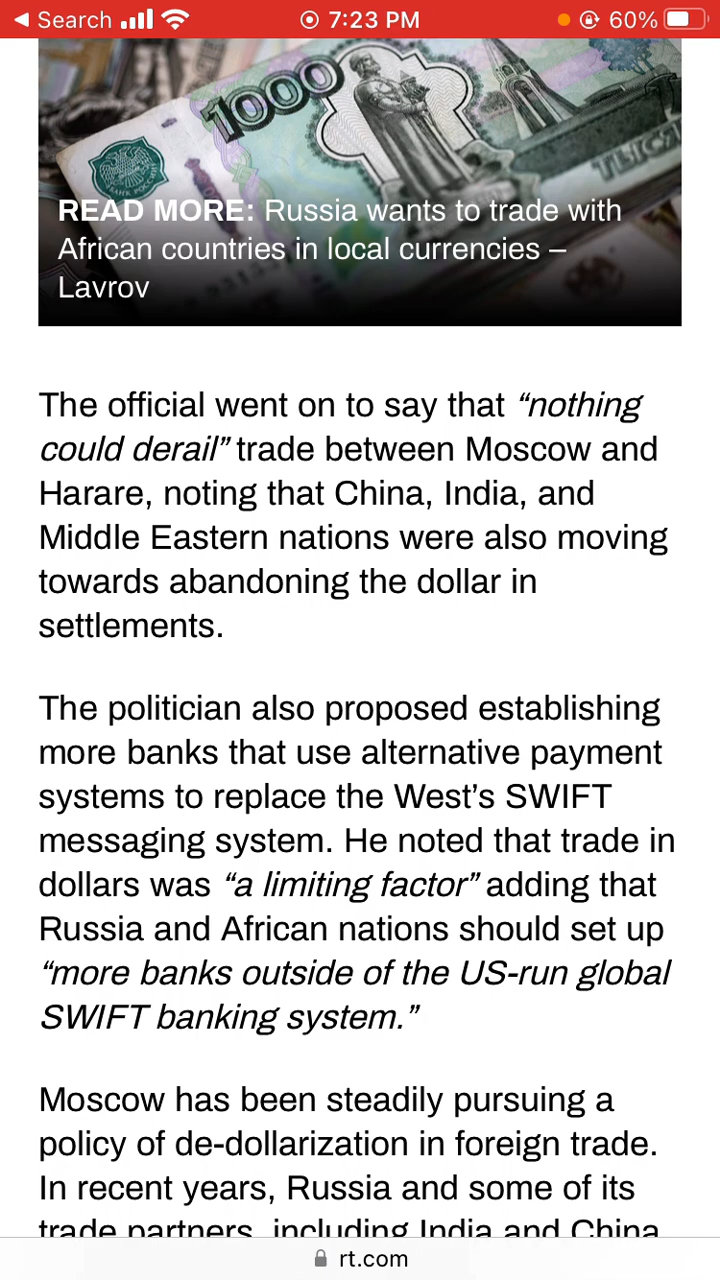 Search 7:23 PM 60%
1000
READ MORE: Russia wants to trade with
African countries in local currencies –
Lavrov
The official went on to say that “nothing
could derail” trade between Moscow and
Harare, noting that China, India, and
Middle Eastern nations were also moving
towards abandoning the dollar in
settlements.
The politician also proposed establishing
more banks that use alternative payment
systems to replace the West’s SWIFT
messaging system. He noted that trade in
dollars was “a limiting factor” adding that
Russia and African nations should set up
“more banks outside of the US-run global
SWIFT banking system.”
Moscow has been steadily pursuing a
policy of de-dollarization in foreign trade.
In recent years, Russia and some of its
trade partners, including India and China
rt.com